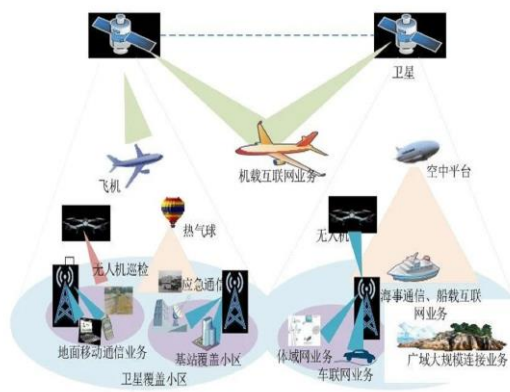 卫星
飞机
机载互联网业务
空中平台
热气球
无人机
无人机巡检
应急通信
海事通信、船载互联
网业务
地面移动通信业务
基站覆盖小区
体域网业务
广域大规模连接业务
车联网业务
卫星覆盖小区